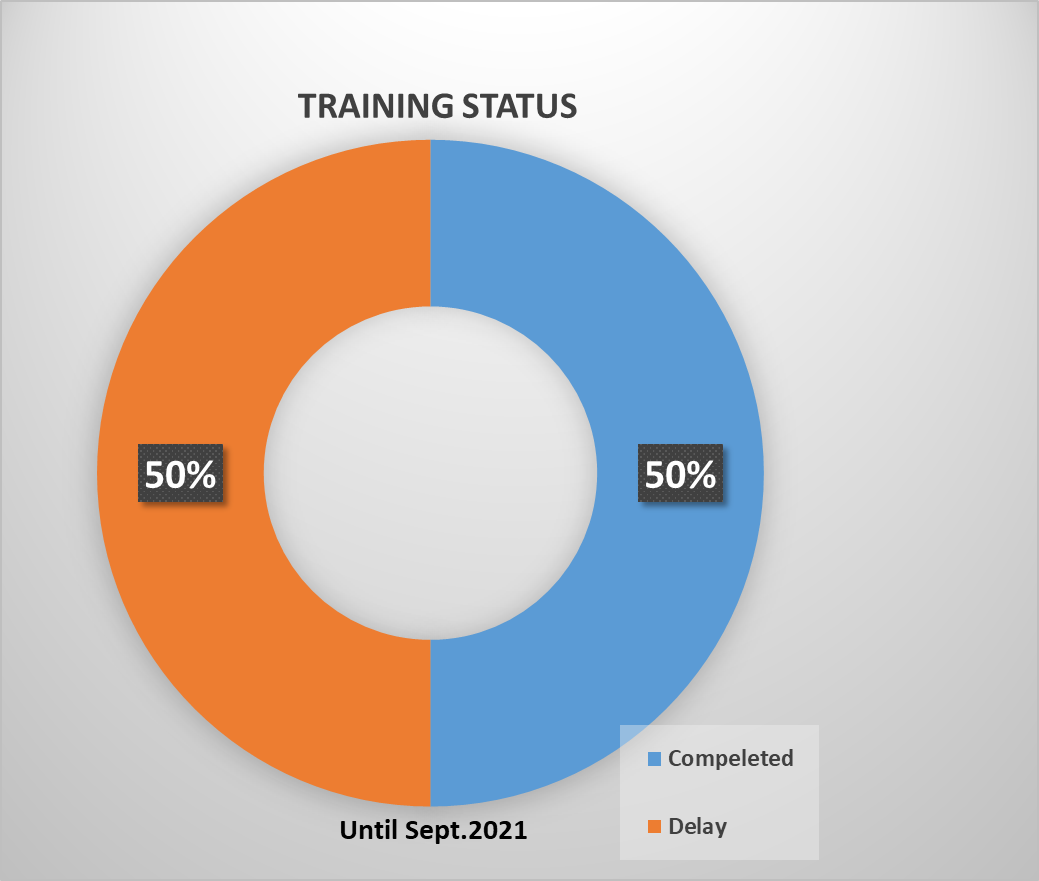 TRAINING STATUS
50%
50%
Compeleted
Delay
Until Sept.2021